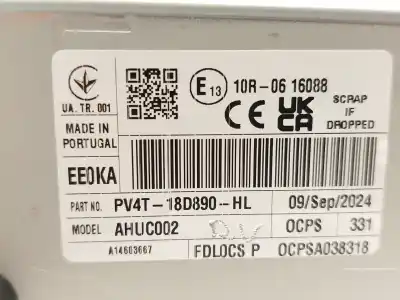 UA.TR.001
E 13
10R-06 16088
CE
UK
CA
SCRAP
IF
DROPPED
MADE IN
PORTUGAL
EE0KA
PART NO. PV4T-18D890-HL
09/Sep/2024
MODEL AHUC002
OCPS 331
A14603667
FDLOCS P
OCPSA038318